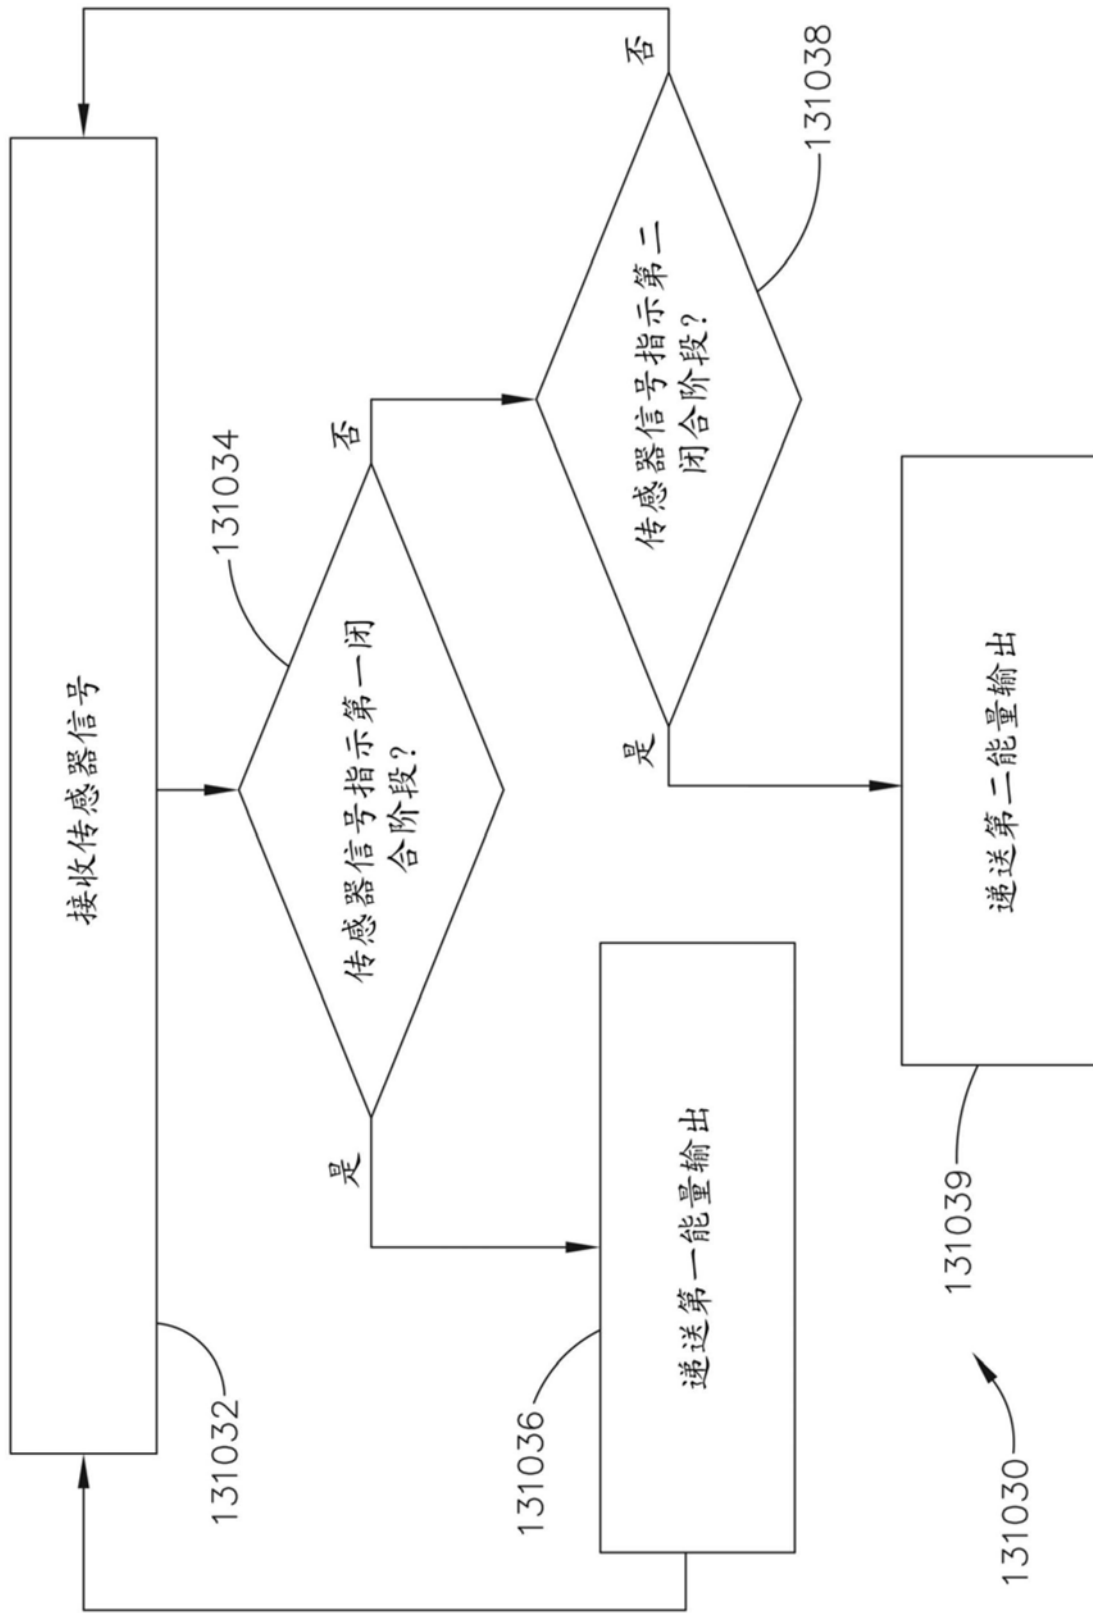 接收传感器信号
131032
131034
传感器信号指示第一闭
合阶段?
是
否
131036
递送第一能量输出
传感器信号指示第二
闭合阶段?
是
否
131038
递送第二能量输出
131039
131030